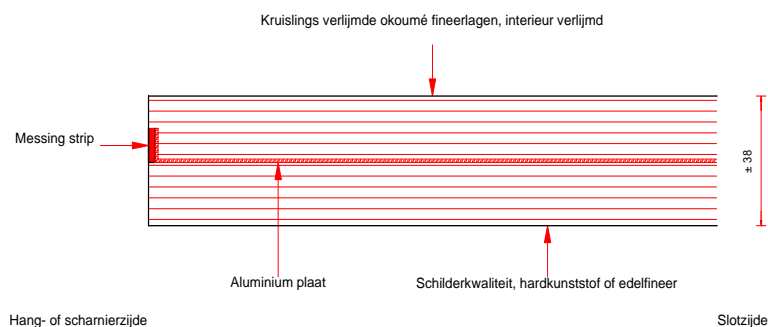 Kruislings verlijmde okoumé fineerlagen, interieur verlijmd
Messing strip
± 38
Aluminium plaat
Schilderkwaliteit, hardkunststof of edelfineer
Hang- of scharnierzijde
Slotzijde